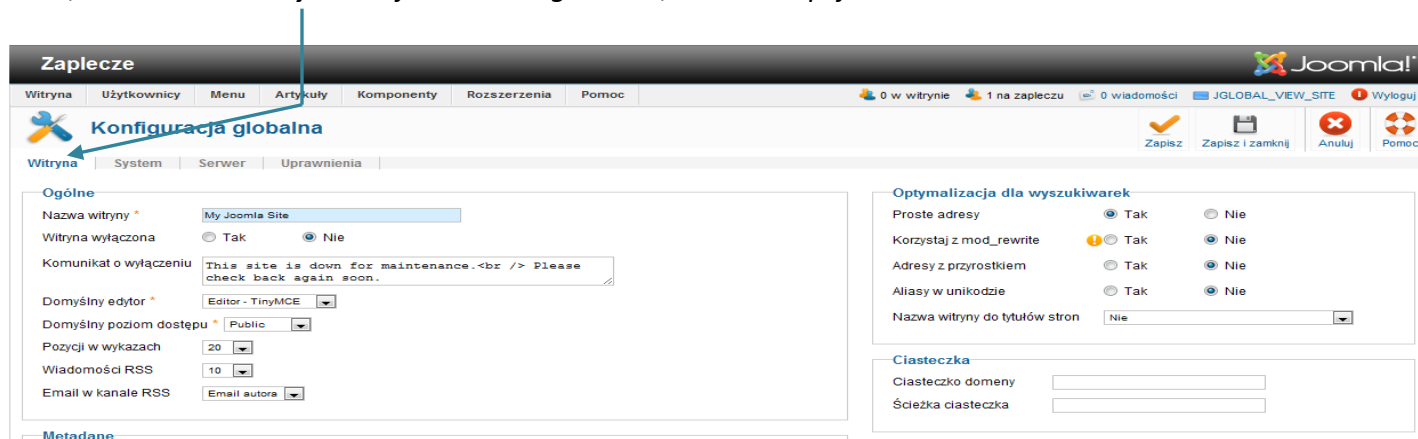 Zaplecze
Joomla!
Witryna Użytkownicy Menu Artykuły Komponenty Rozszerzenia Pomoc 0 w witrynie 1 na zapleczu 0 wiadomości JGLOBAL_VIEW_SITE Wyloguj
Konfiguracja globalna
Zapisz Zapisz i zamknij Anuluj Pomoc
Witryna System Serwer Uprawnienia
Ogólne
Nazwa witryny * My Joomla Site
Witryna wyłączona Tak Nie
Komunikat o wyłączeniu This site is down for maintenance.<br /> Please
check back again soon.
Domyślny edytor * Editor - TinyMCE
Domyślny poziom dostępu * Public
Pozycji w wykazach 20
Wiadomości RSS 10
Email w kanale RSS Email autora
Metadane
Optymalizacja dla wyszukiwarek
Proste adresy Tak Nie
Korzystaj z mod_rewrite Tak Nie
Adresy z przyrostkiem Tak Nie
Aliasy w unikodzie Tak Nie
Nazwa witryny do tytułów stron Nie
Ciasteczka
Ciasteczko domeny
Ścieżka ciasteczka